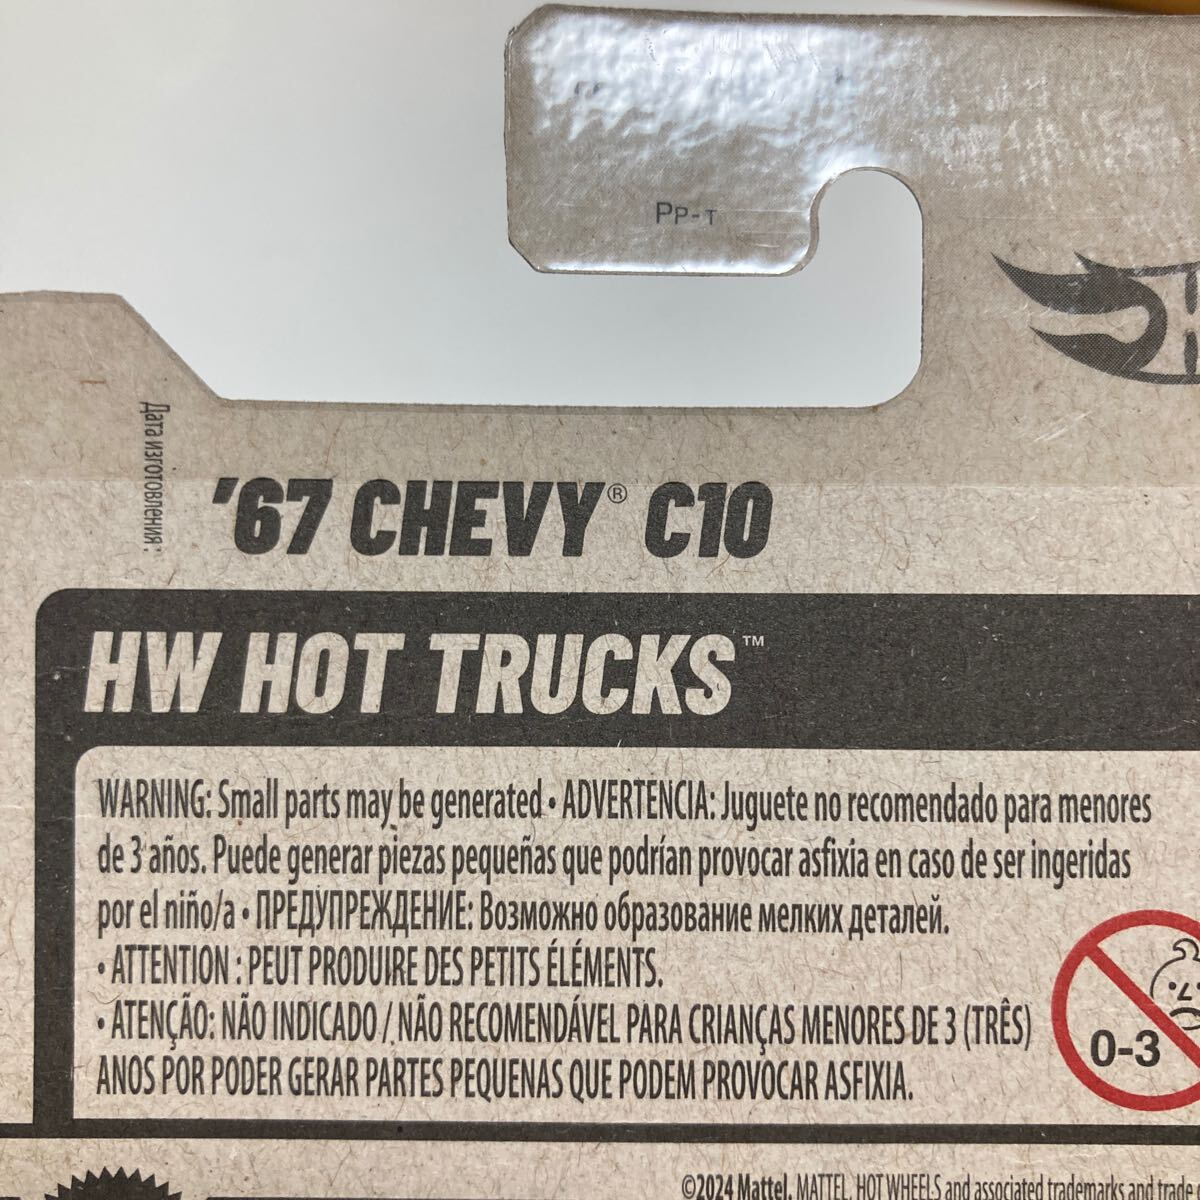 PP-T
Дата изготовления:
'67 CHEVY® C10
HW HOT TRUCKS™
WARNING: Small parts may be generated • ADVERTENCIA: Juguete no recomendado para menores
de 3 años. Puede generar piezas pequeñas que podrían provocar asfixia en caso de ser ingeridas
por el niño/a • ПРЕДУПРЕЖДЕНИЕ: Возможно образование мелких деталей.
• ATTENTION : PEUT PRODUIRE DES PETITS ÉLÉMENTS.
• ATENÇÃO: NÃO INDICADO / NÃO RECOMENDÁVEL PARA CRIANÇAS MENORES DE 3 (TRÊS)
ANOS POR PODER GERAR PARTES PEQUENAS QUE PODEM PROVOCAR ASFIXIA.
0-3
©2024 Mattel. MATTEL, HOT WHEELS and associated trademarks and trade